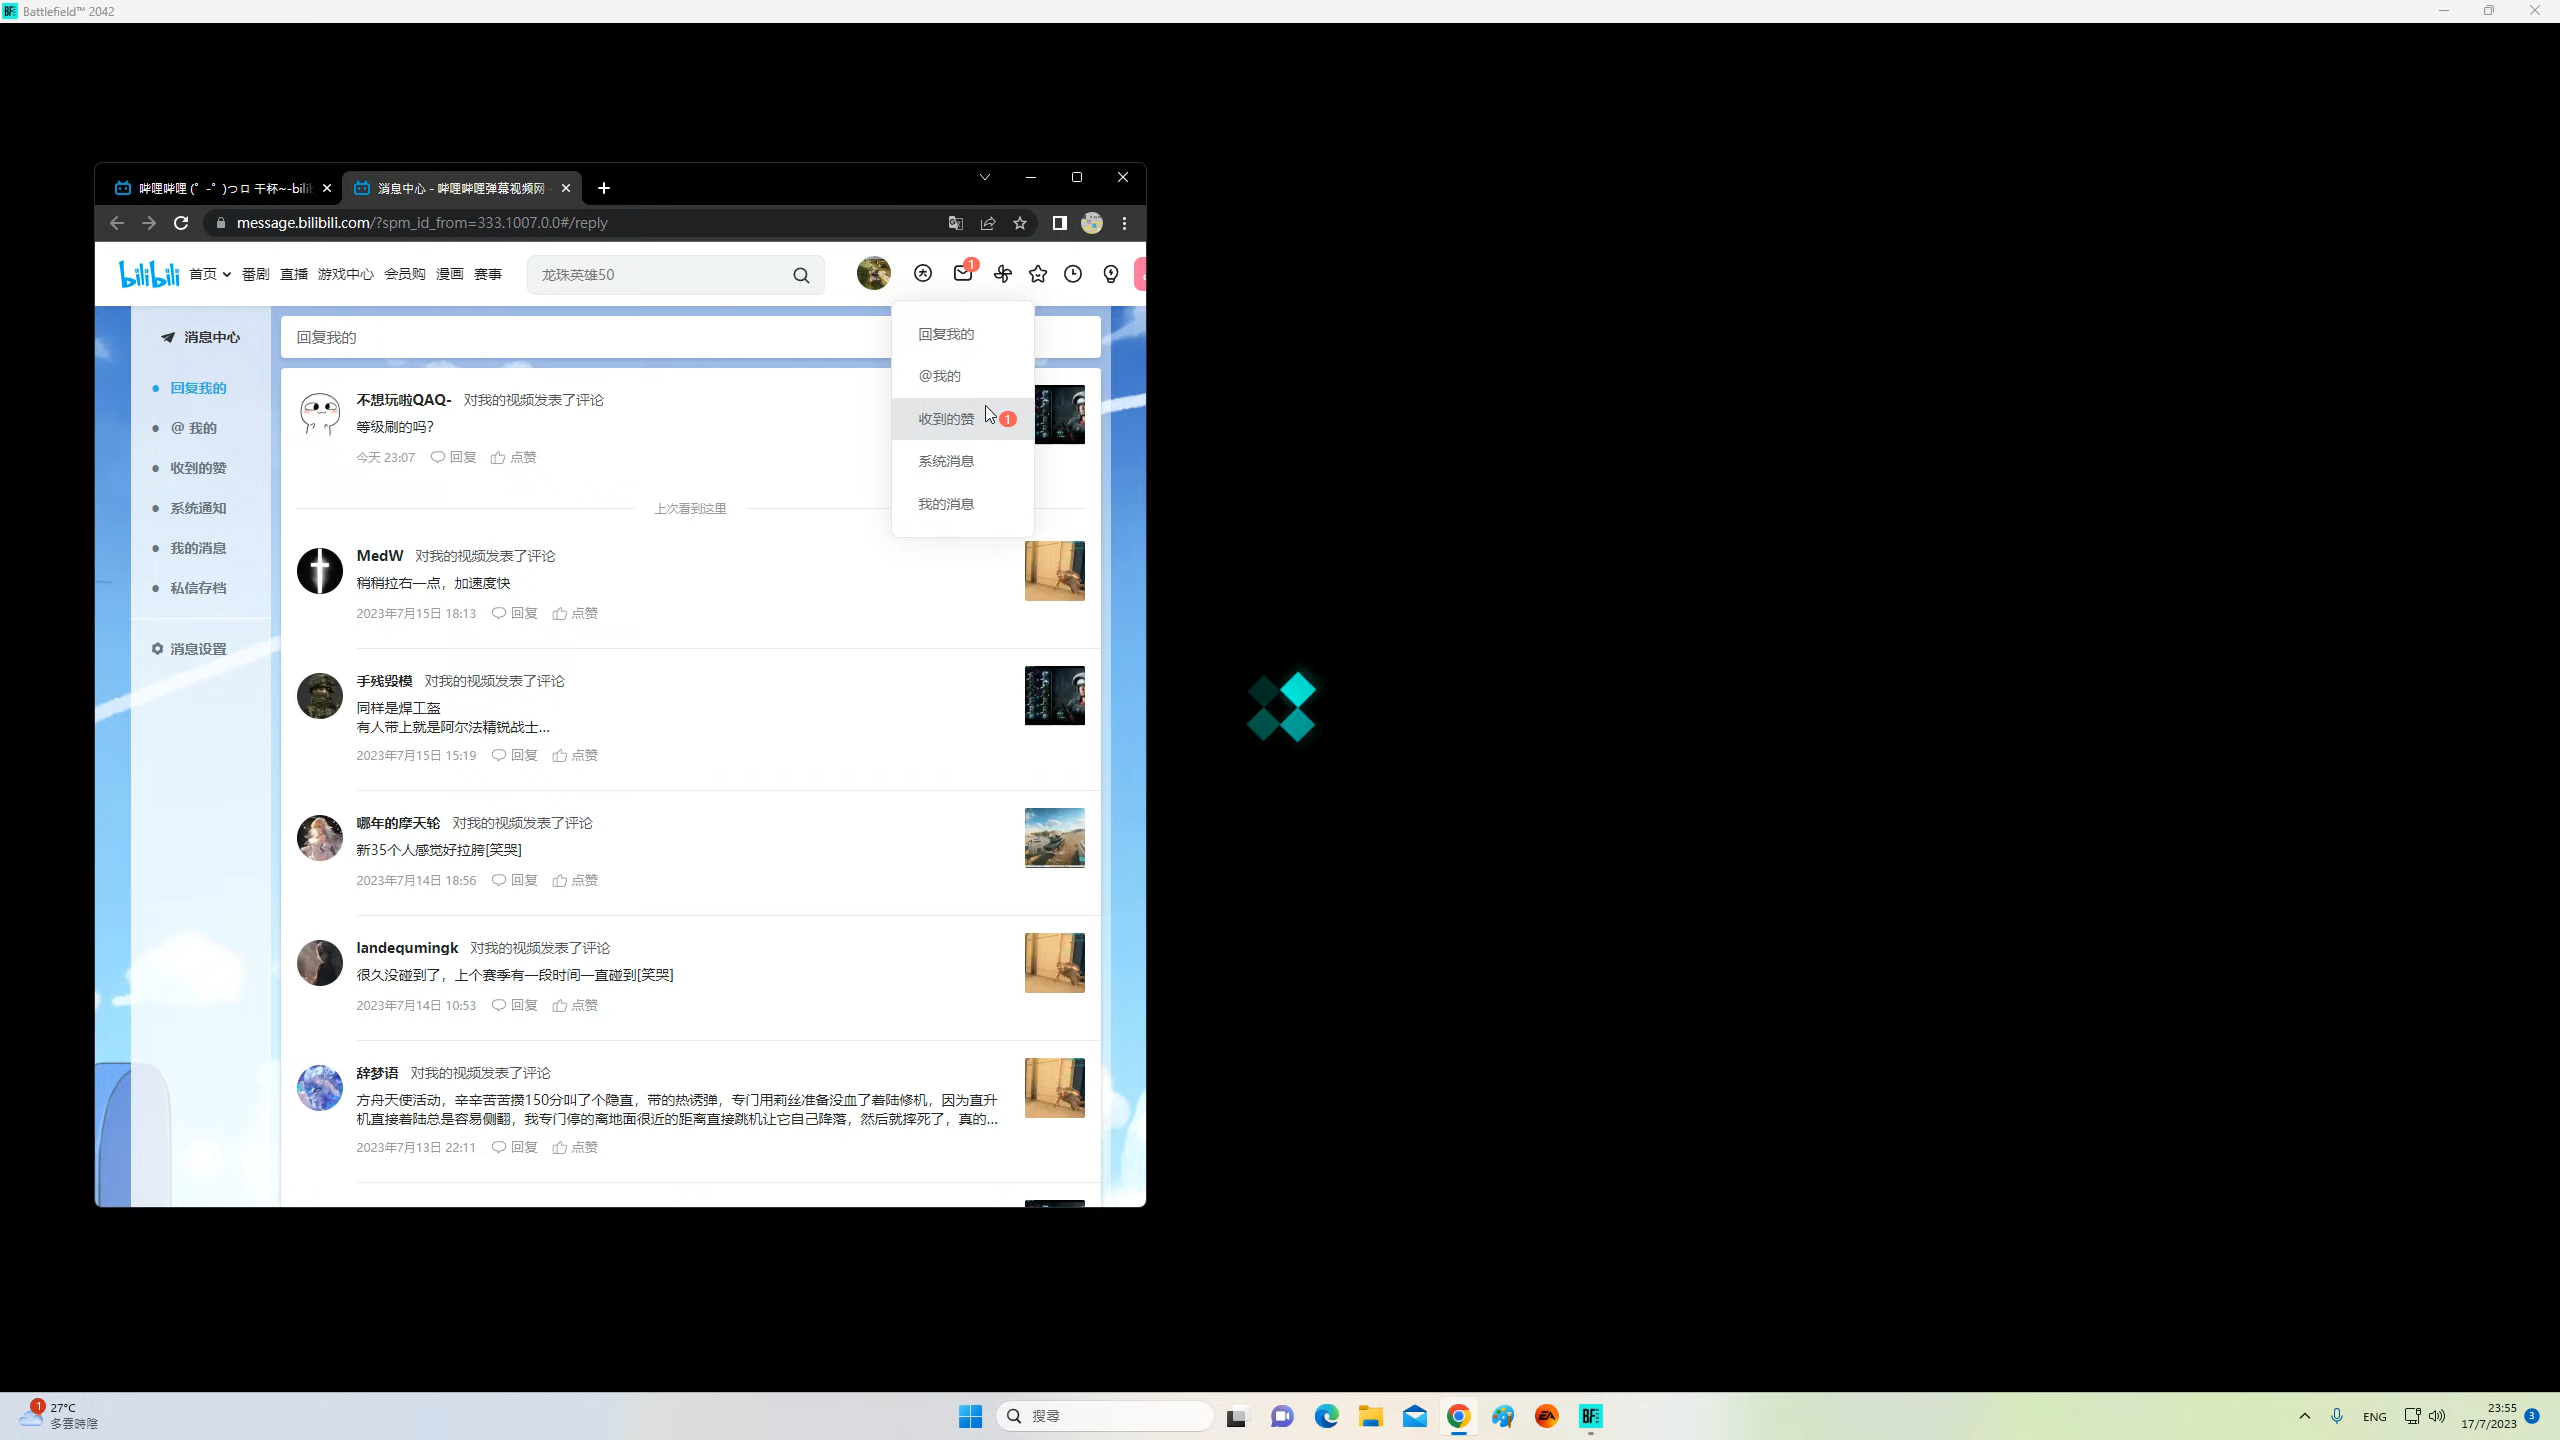 Battlefield™ 2042
哔哩哔哩 (゜-゜)つロ 干杯~-bili
消息中心 - 哔哩哔哩弹幕视频网
message.bilibili.com/?spm_id_from=333.1007.0.0#/reply
bilibili 首页 番剧 直播 游戏中心 会员购 漫画 赛事
龙珠英雄50
1
消息中心
回复我的
@ 我的
收到的赞
系统通知
我的消息
私信存档
消息设置
回复我的
回复我的
@我的
收到的赞 1
系统消息
我的消息
不想玩啦QAQ- 对我的视频发表了评论
等级刷的吗?
今天 23:07 回复 点赞
上次看到这里
MedW 对我的视频发表了评论
稍稍拉右一点，加速度快
2023年7月15日 18:13 回复 点赞
手残毁模 对我的视频发表了评论
同样是焊工盔
有人带上就是阿尔法精锐战士...
2023年7月15日 15:19 回复 点赞
哪年的摩天轮 对我的视频发表了评论
新35个人感觉好拉胯[笑哭]
2023年7月14日 18:56 回复 点赞
landequmingk 对我的视频发表了评论
很久没碰到了，上个赛季有一段时间一直碰到[笑哭]
2023年7月14日 10:53 回复 点赞
辞梦语 对我的视频发表了评论
方舟天使活动，辛辛苦苦攒150分叫了个隐直，带的热诱弹，专门用莉丝准备没血了着陆修机，因为直升
机直接着陆总是容易侧翻，我专门停的离地面很近的距离直接跳机让它自己降落，然后就摔死了，真的...
2023年7月13日 22:11 回复 点赞
1
27°C
多雲時陰
搜尋
EA
BF
ENG
23:55
17/7/2023
3